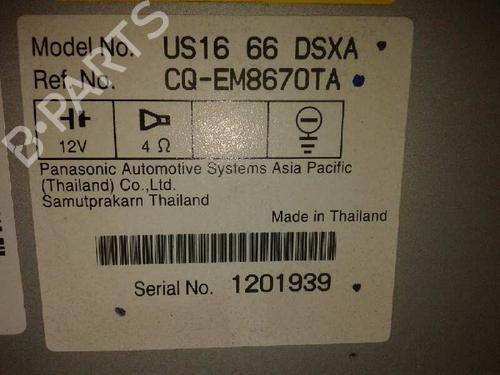 Model No. US16 66 DSXA
Ref. No. CQ-EM8670TA
12V 4 Ω
Panasonic Automotive Systems Asia Pacific
(Thailand) Co.,Ltd.
Samutprakarn Thailand
Made in Thailand
Serial No. 1201939
B-PARTS